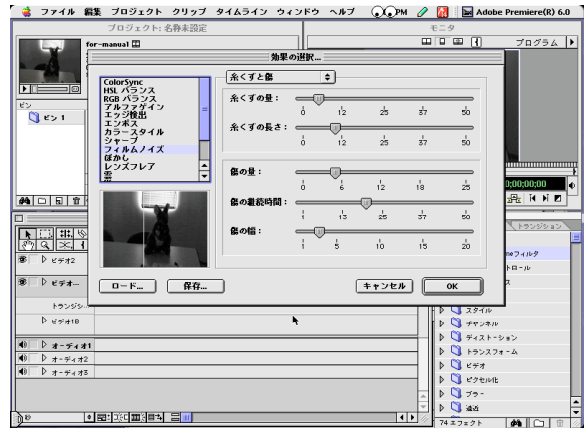 ファイル 編集 プロジェクト クリップ タイムライン ウィンドウ ヘルプ PM Adobe Premiere(R) 6.0
プロジェクト: 名称未設定
モニタ
for-manual
プログラム
ビン
ビン 1
効果の選択...
ColorSync
HSL バランス
RGB バランス
アルファゲイン
エッジ検出
エンボス
カラースタイル
シャープ
フィルムノイズ
ぼかし
レンズフレア
雲
糸くずと傷
糸くずの量:
0 12 25 37 50
糸くずの長さ:
0 12 25 37 50
傷の量:
0 6 12 18 25
傷の継続時間:
1 13 25 37 50
傷の幅:
1 5 10 15 20
ロード... 保存... キャンセル OK
0;00;00;00
トランジション
meフィルタ
トロール
ス
スタイル
チャンネル
ディストーション
トランスフォーム
ビデオ
ピクセル化
ブラー
74 エフェクト
ビデオ2
ビデオ...
トランジシ...
ビデオ1B
オーディオ1
オーディオ2
オーディオ3